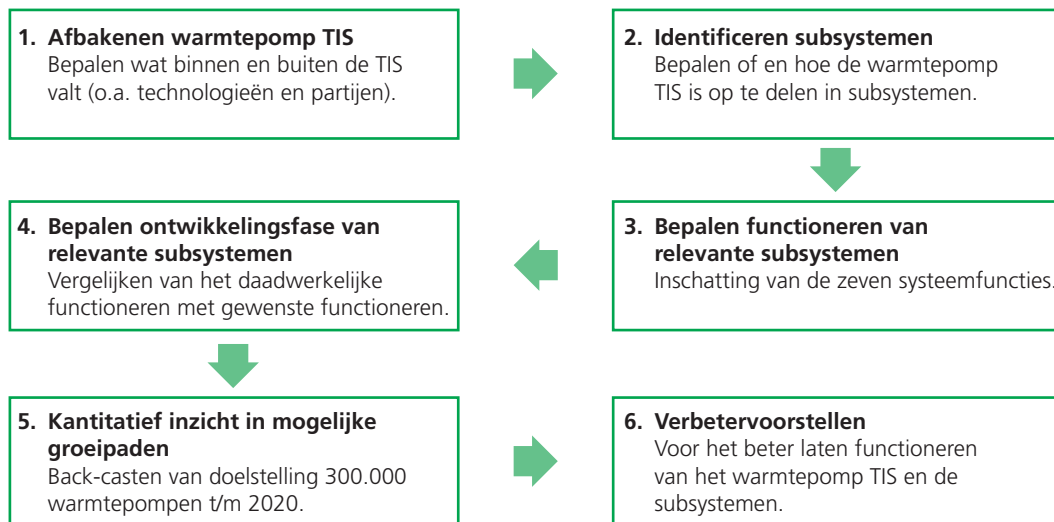 1. Afbakenen warmtepomp TIS
Bepalen wat binnen en buiten de TIS
valt (o.a. technologieën en partijen).
2. Identificeren subsystemen
Bepalen of en hoe de warmtepomp
TIS is op te delen in subsystemen.
3. Bepalen functioneren van
relevante subsystemen
Inschatting van de zeven systeemfuncties.
4. Bepalen ontwikkelingsfase van
relevante subsystemen
Vergelijken van het daadwerkelijke
functioneren met gewenste functioneren.
5. Kantitatief inzicht in mogelijke
groeipaden
Back-casten van doelstelling 300.000
warmtepompen t/m 2020.
6. Verbetervoorstellen
Voor het beter laten functioneren
van het warmtepomp TIS en de
subsystemen.